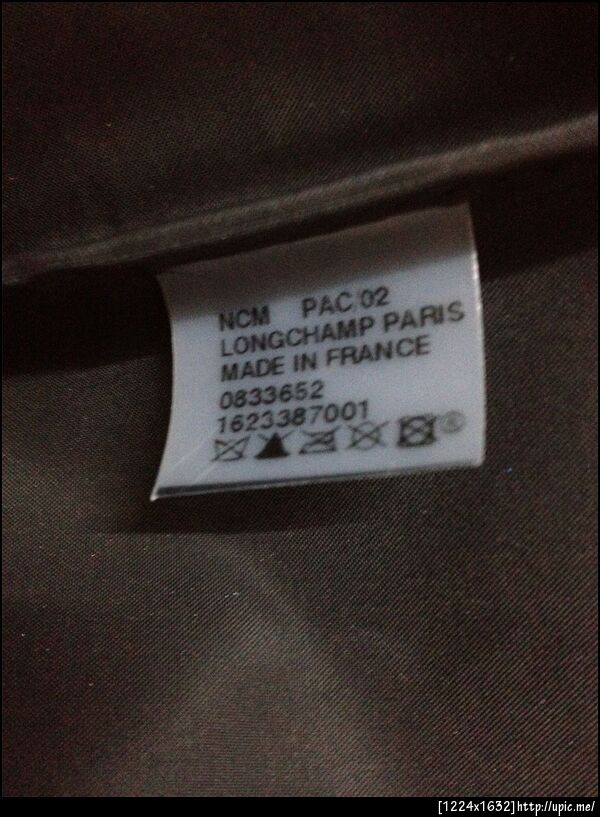 NCM PAC 02
LONGCHAMP PARIS
MADE IN FRANCE
0833652
1623387001
[1224x1632]http://upic.me/